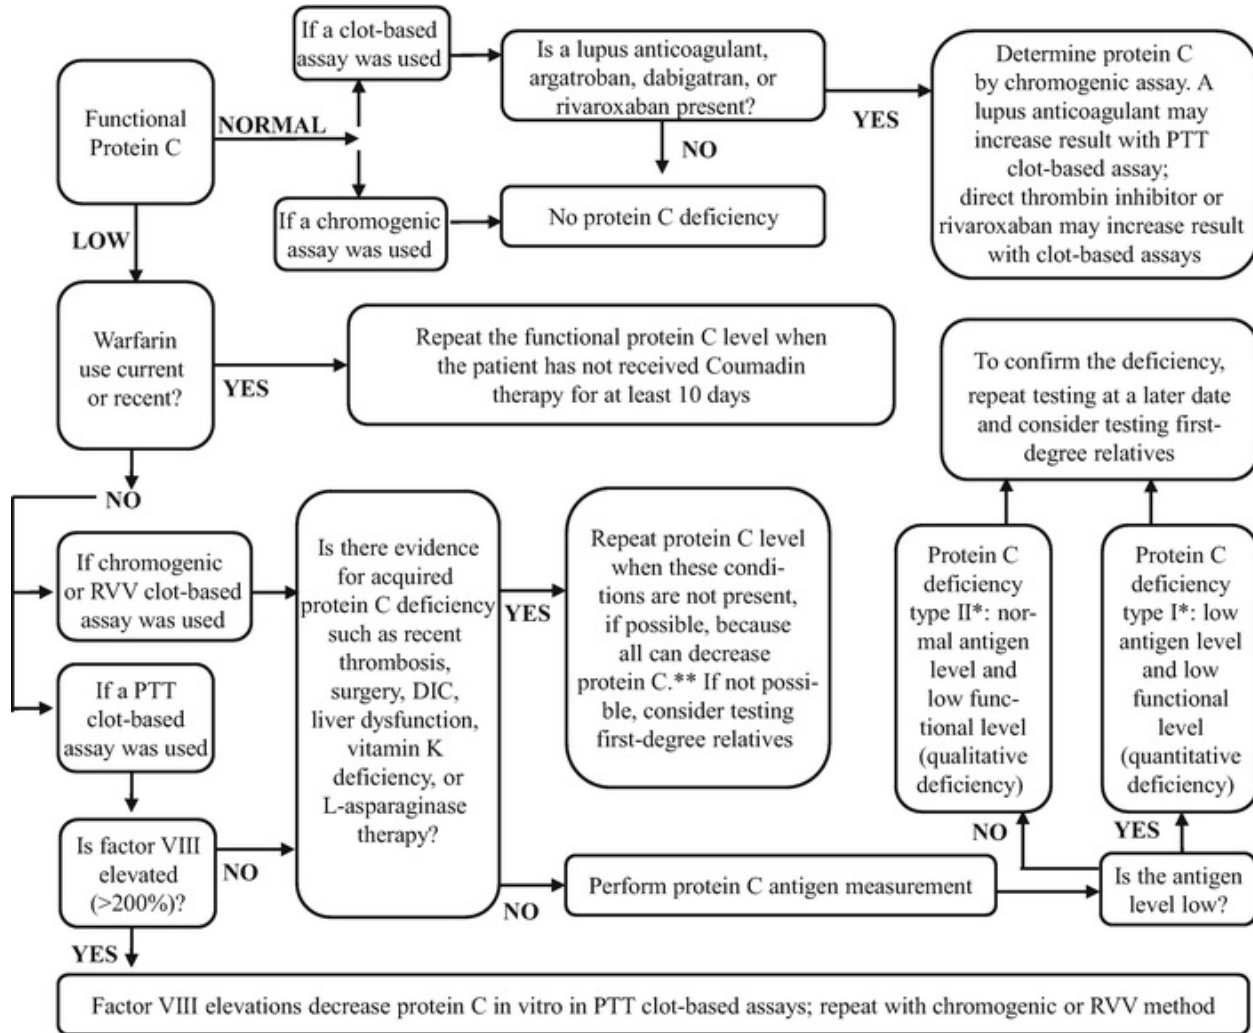 Functional
Protein C
NORMAL
LOW
If a clot-based
assay was used
If a chromogenic
assay was used
Is a lupus anticoagulant,
argatroban, dabigatran, or
rivaroxaban present?
YES
NO
No protein C deficiency
Determine protein C
by chromogenic assay. A
lupus anticoagulant may
increase result with PTT
clot-based assay;
direct thrombin inhibitor or
rivaroxaban may increase result
with clot-based assays
Warfarin
use current
or recent?
YES
Repeat the functional protein C level when
the patient has not received Coumadin
therapy for at least 10 days
NO
If chromogenic
or RVV clot-based
assay was used
If a PTT
clot-based
assay was used
Is factor VIII
elevated
(>200%)?
NO
YES
Is there evidence
for acquired
protein C deficiency
such as recent
thrombosis,
surgery, DIC,
liver dysfunction,
vitamin K
deficiency, or
L-asparaginase
therapy?
YES
NO
Repeat protein C level
when these condi-
tions are not present,
if possible, because
all can decrease
protein C.** If not possi-
ble, consider testing
first-degree relatives
Perform protein C antigen measurement
Is the antigen
level low?
NO
YES
Protein C
deficiency
type II*: nor-
mal antigen
level and
low func-
tional level
(qualitative
deficiency)
Protein C
deficiency
type I*: low
antigen level
and low
functional
level
(quantitative
deficiency)
To confirm the deficiency,
repeat testing at a later date
and consider testing first-
degree relatives
Factor VIII elevations decrease protein C in vitro in PTT clot-based assays; repeat with chromogenic or RVV method